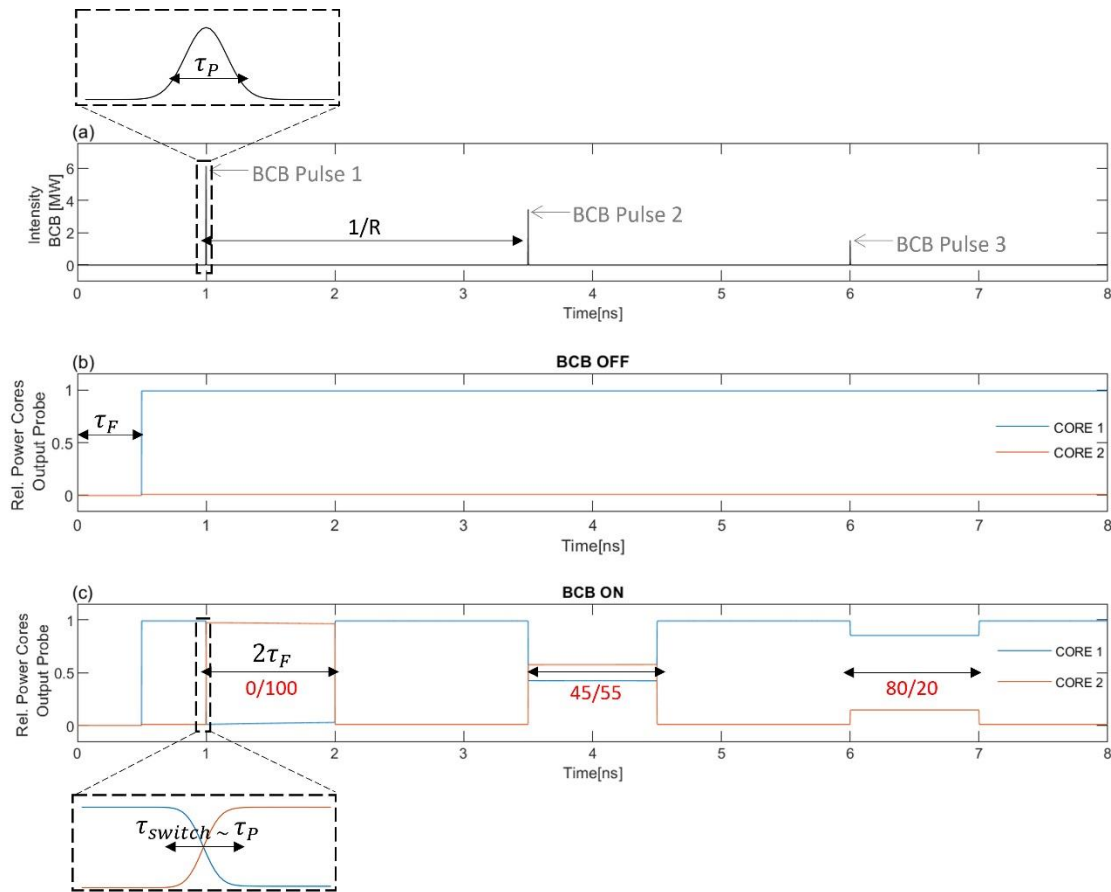 τ_P
(a)
6
4
2
0
Intensity
BCB [MW]
BCB Pulse 1
BCB Pulse 2
BCB Pulse 3
1/R
0 1 2 3 4 5 6 7 8
Time[ns]
(b)
BCB OFF
1
0.5
0
Rel. Power Cores
Output Probe
τ_F
CORE 1
CORE 2
0 1 2 3 4 5 6 7 8
Time[ns]
(c)
BCB ON
1
0.5
0
Rel. Power Cores
Output Probe
2τ_F
0/100
45/55
80/20
CORE 1
CORE 2
0 1 2 3 4 5 6 7 8
Time[ns]
τ_switch ~ τ_P